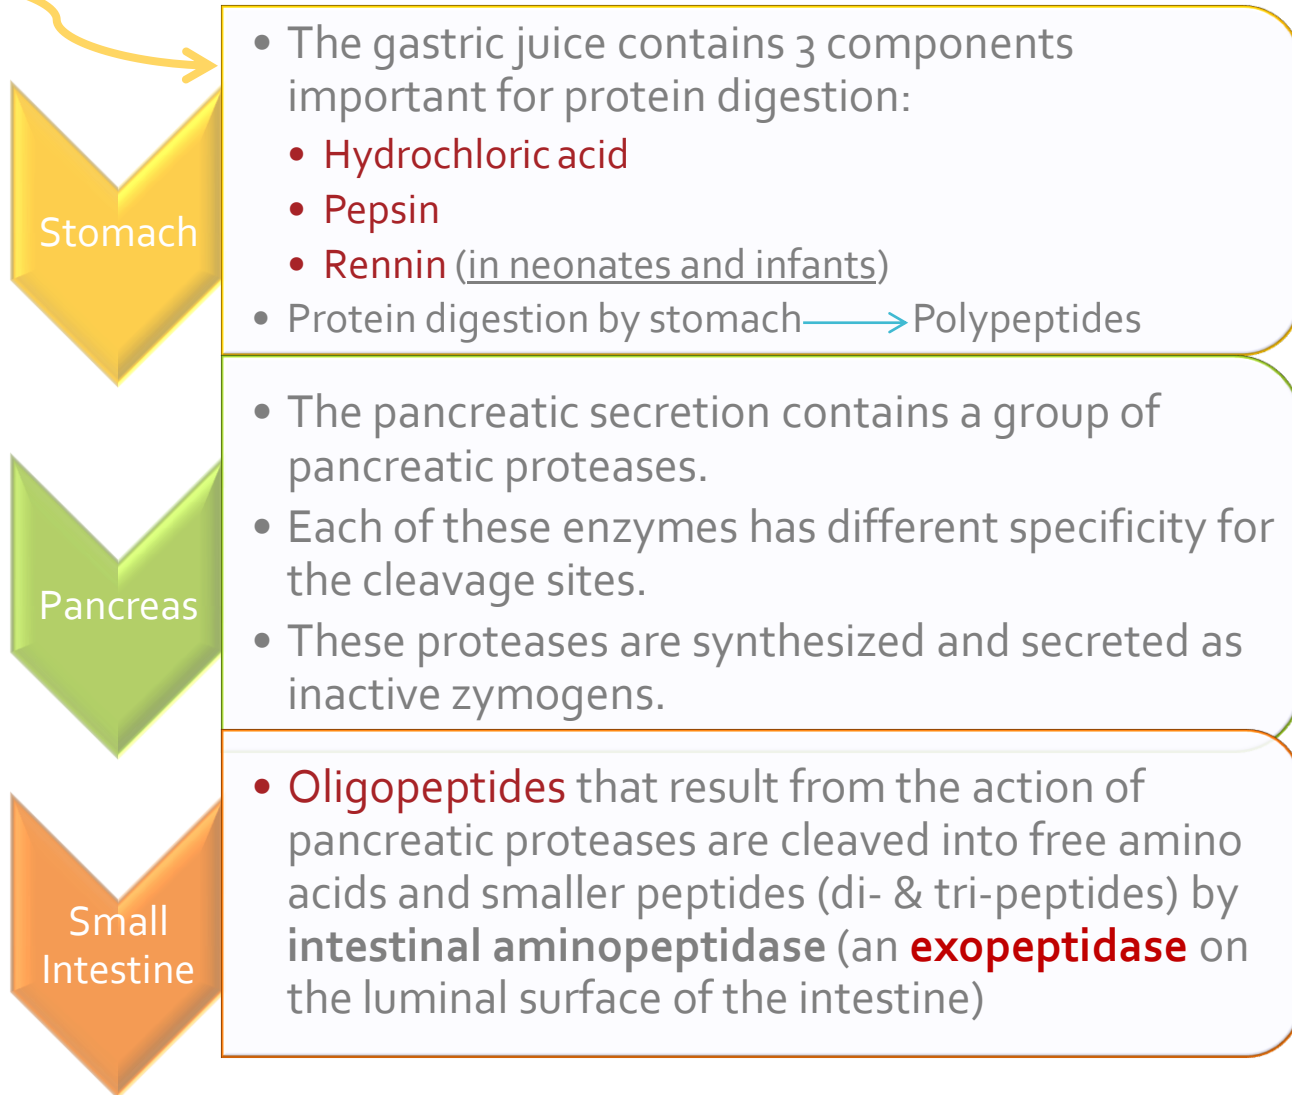 Stomach
• The gastric juice contains 3 components
important for protein digestion:
• Hydrochloric acid
• Pepsin
• Rennin (in neonates and infants)
• Protein digestion by stomach⟶Polypeptides
Pancreas
• The pancreatic secretion contains a group of
pancreatic proteases.
• Each of these enzymes has different specificity for
the cleavage sites.
• These proteases are synthesized and secreted as
inactive zymogens.
Small
Intestine
• Oligopeptides that result from the action of
pancreatic proteases are cleaved into free amino
acids and smaller peptides (di- & tri-peptides) by
intestinal aminopeptidase (an exopeptidase on
the luminal surface of the intestine)